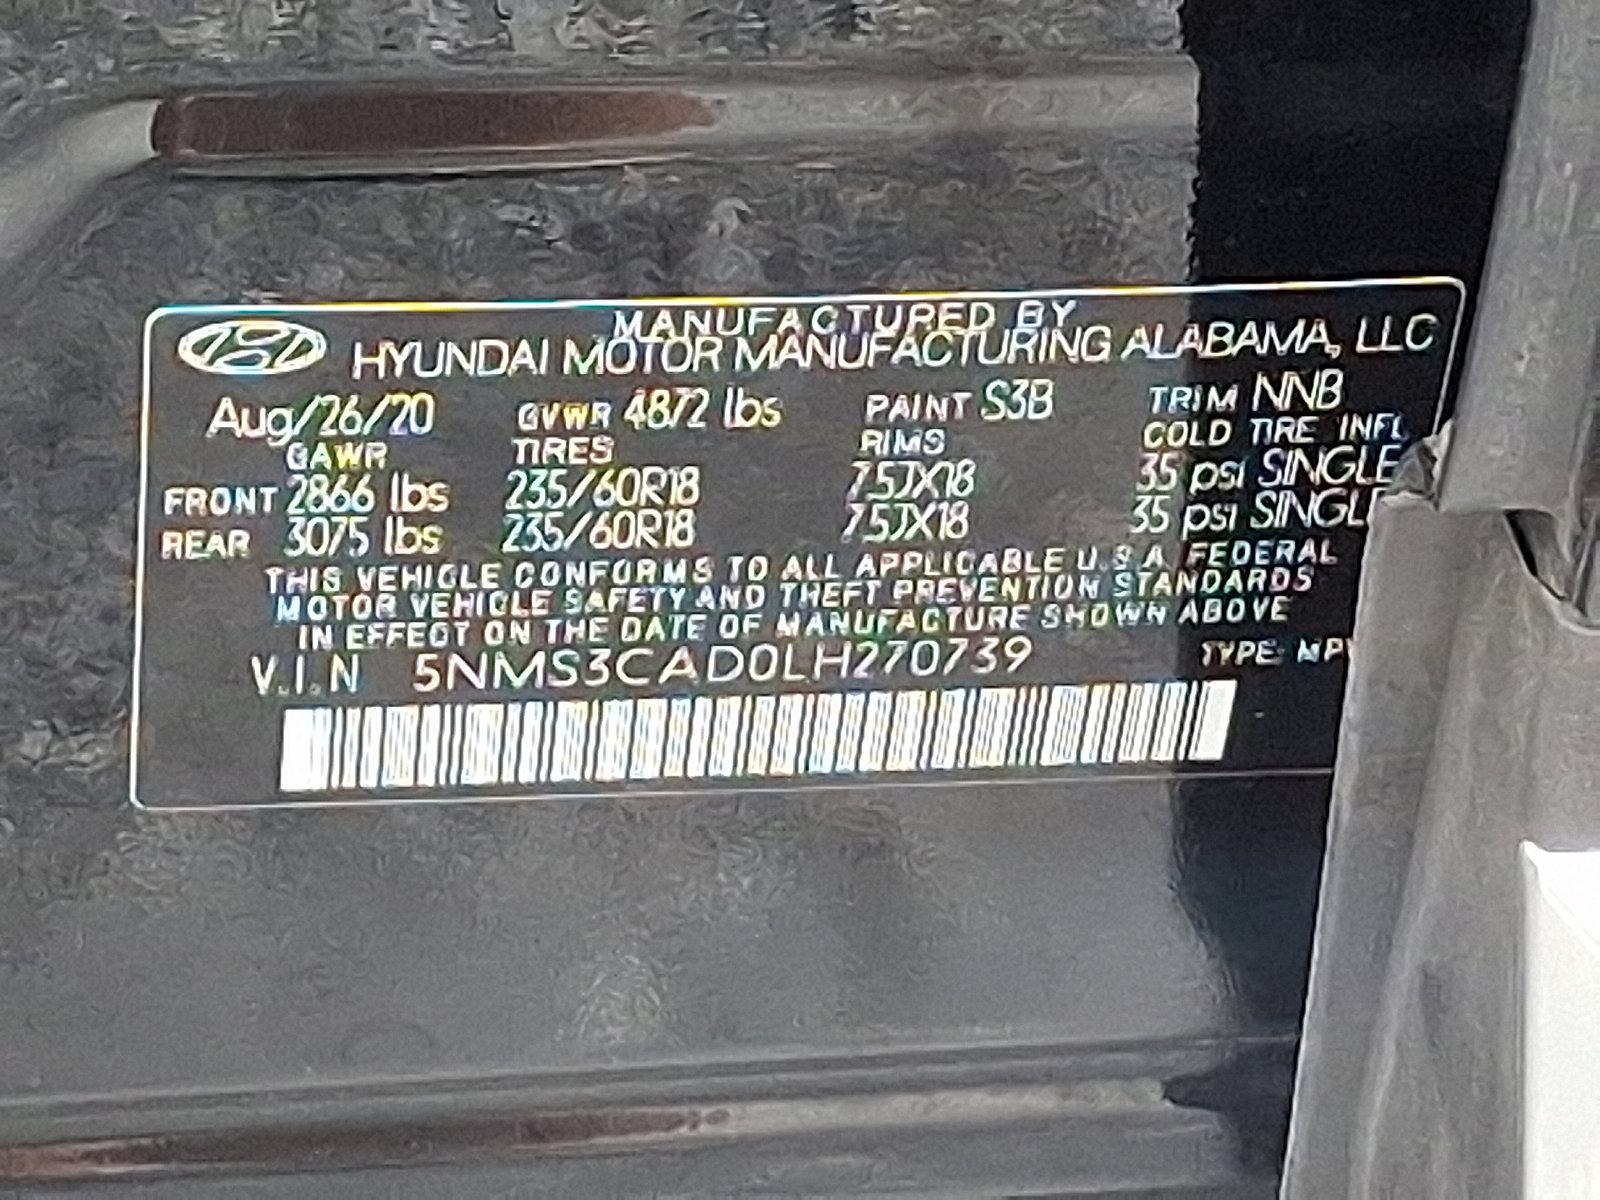 MANUFACTURED BY
HYUNDAI MOTOR MANUFACTURING ALABAMA, LLC
Aug/26/20 GVWR 4872 lbs PAINT S3B TRIM NNB
GAWR TIRES RIMS COLD TIRE INFL
FRONT 2866 lbs 235/60R18 7.5JX18 35 psi SINGLE
REAR 3075 lbs 235/60R18 7.5JX18 35 psi SINGL
THIS VEHICLE CONFORMS TO ALL APPLICABLE U.S.A. FEDERAL
MOTOR VEHICLE SAFETY AND THEFT PREVENTION STANDARDS
IN EFFECT ON THE DATE OF MANUFACTURE SHOWN ABOVE
V.I.N 5NMS3CAD0LH270739 TYPE: MPV